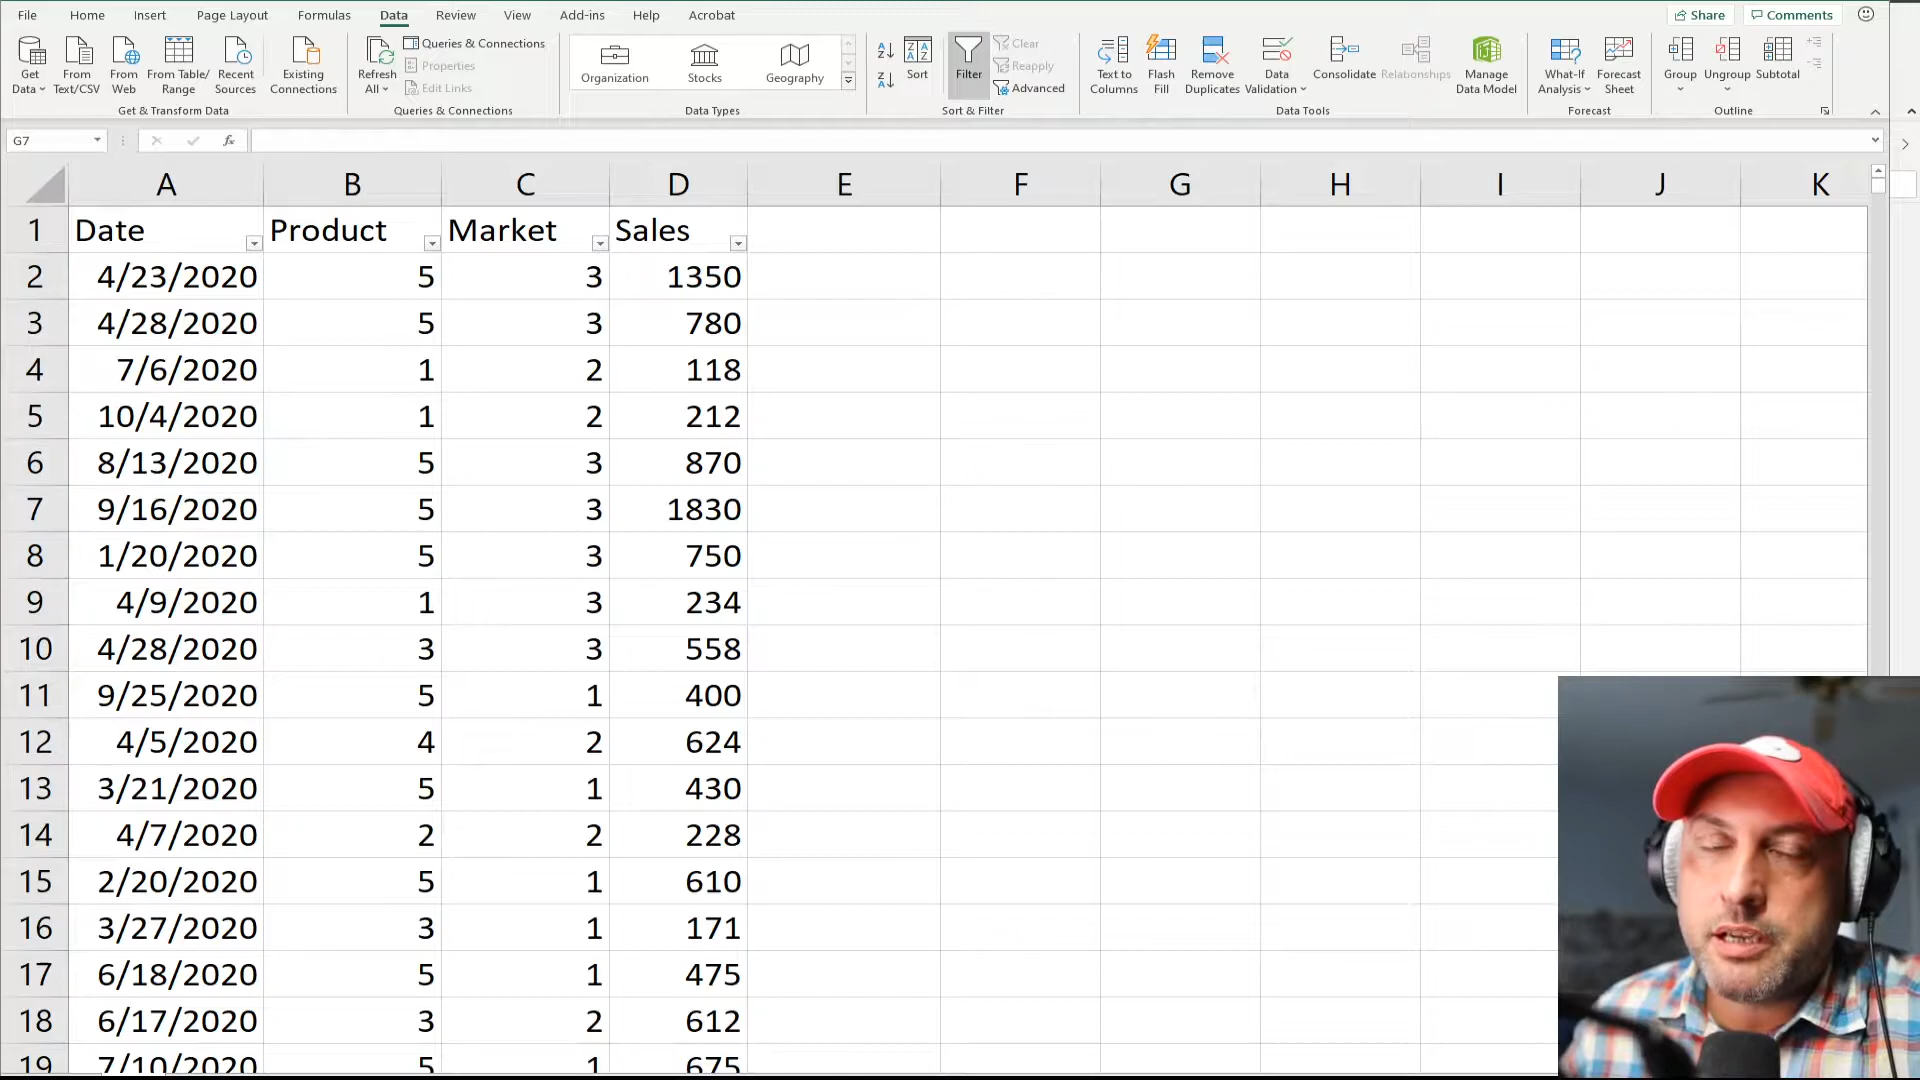 File Home Insert Page Layout Formulas Data Review View Add-ins Help Acrobat Share Comments
Get Data From Text/CSV From Web From Table/ Range Recent Sources Existing Connections
Refresh All Queries & Connections Properties Edit Links
Organization Stocks Geography
Sort Filter Clear Reapply Advanced
Text to Columns Flash Fill Remove Duplicates Data Validation Consolidate Relationships Manage Data Model
What-If Analysis Forecast Sheet Group Ungroup Subtotal
Get & Transform Data Queries & Connections Data Types Sort & Filter Data Tools Forecast Outline
G7 fx
A B C D E F G H I J K
1 Date Product Market Sales
2 4/23/2020 5 3 1350
3 4/28/2020 5 3 780
4 7/6/2020 1 2 118
5 10/4/2020 1 2 212
6 8/13/2020 5 3 870
7 9/16/2020 5 3 1830
8 1/20/2020 5 3 750
9 4/9/2020 1 3 234
10 4/28/2020 3 3 558
11 9/25/2020 5 1 400
12 4/5/2020 4 2 624
13 3/21/2020 5 1 430
14 4/7/2020 2 2 228
15 2/20/2020 5 1 610
16 3/27/2020 3 1 171
17 6/18/2020 5 1 475
18 6/17/2020 3 2 612
19 7/10/2020 5 1 675